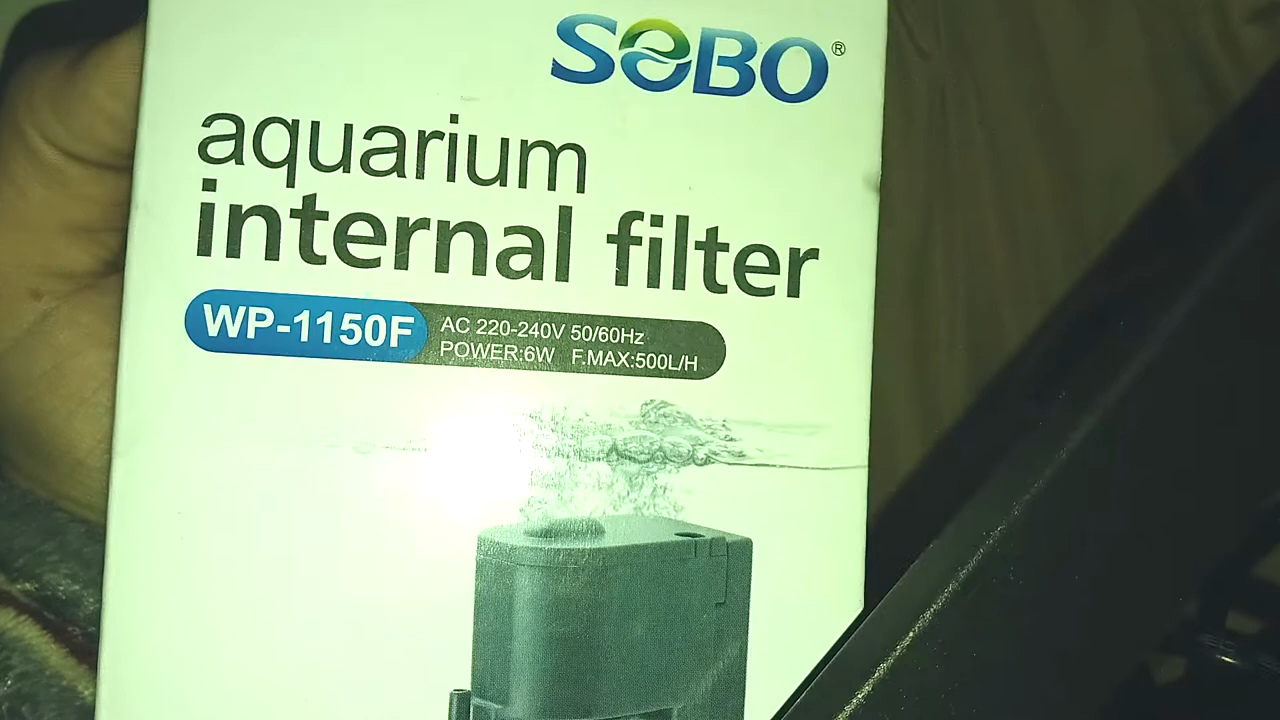 SOBO®
aquarium
internal filter
WP-1150F
AC 220-240V 50/60Hz
POWER:6W F.MAX:500L/H